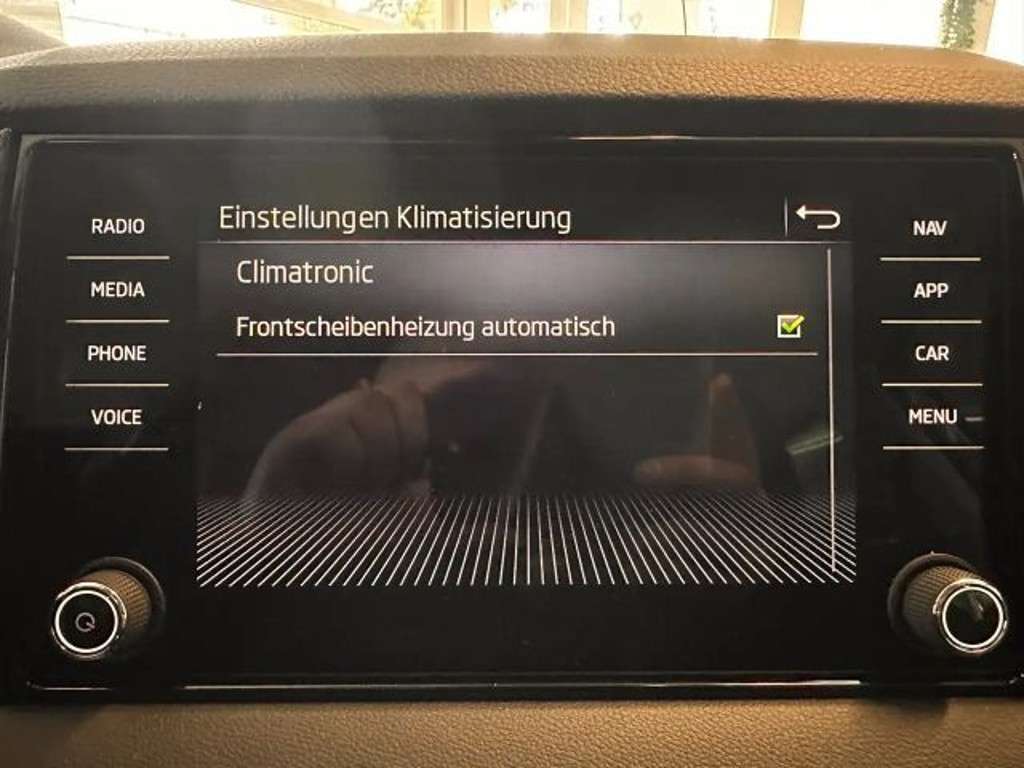 RADIO
MEDIA
PHONE
VOICE
Einstellungen Klimatisierung
Climatronic
Frontscheibenheizung automatisch
NAV
APP
CAR
MENU